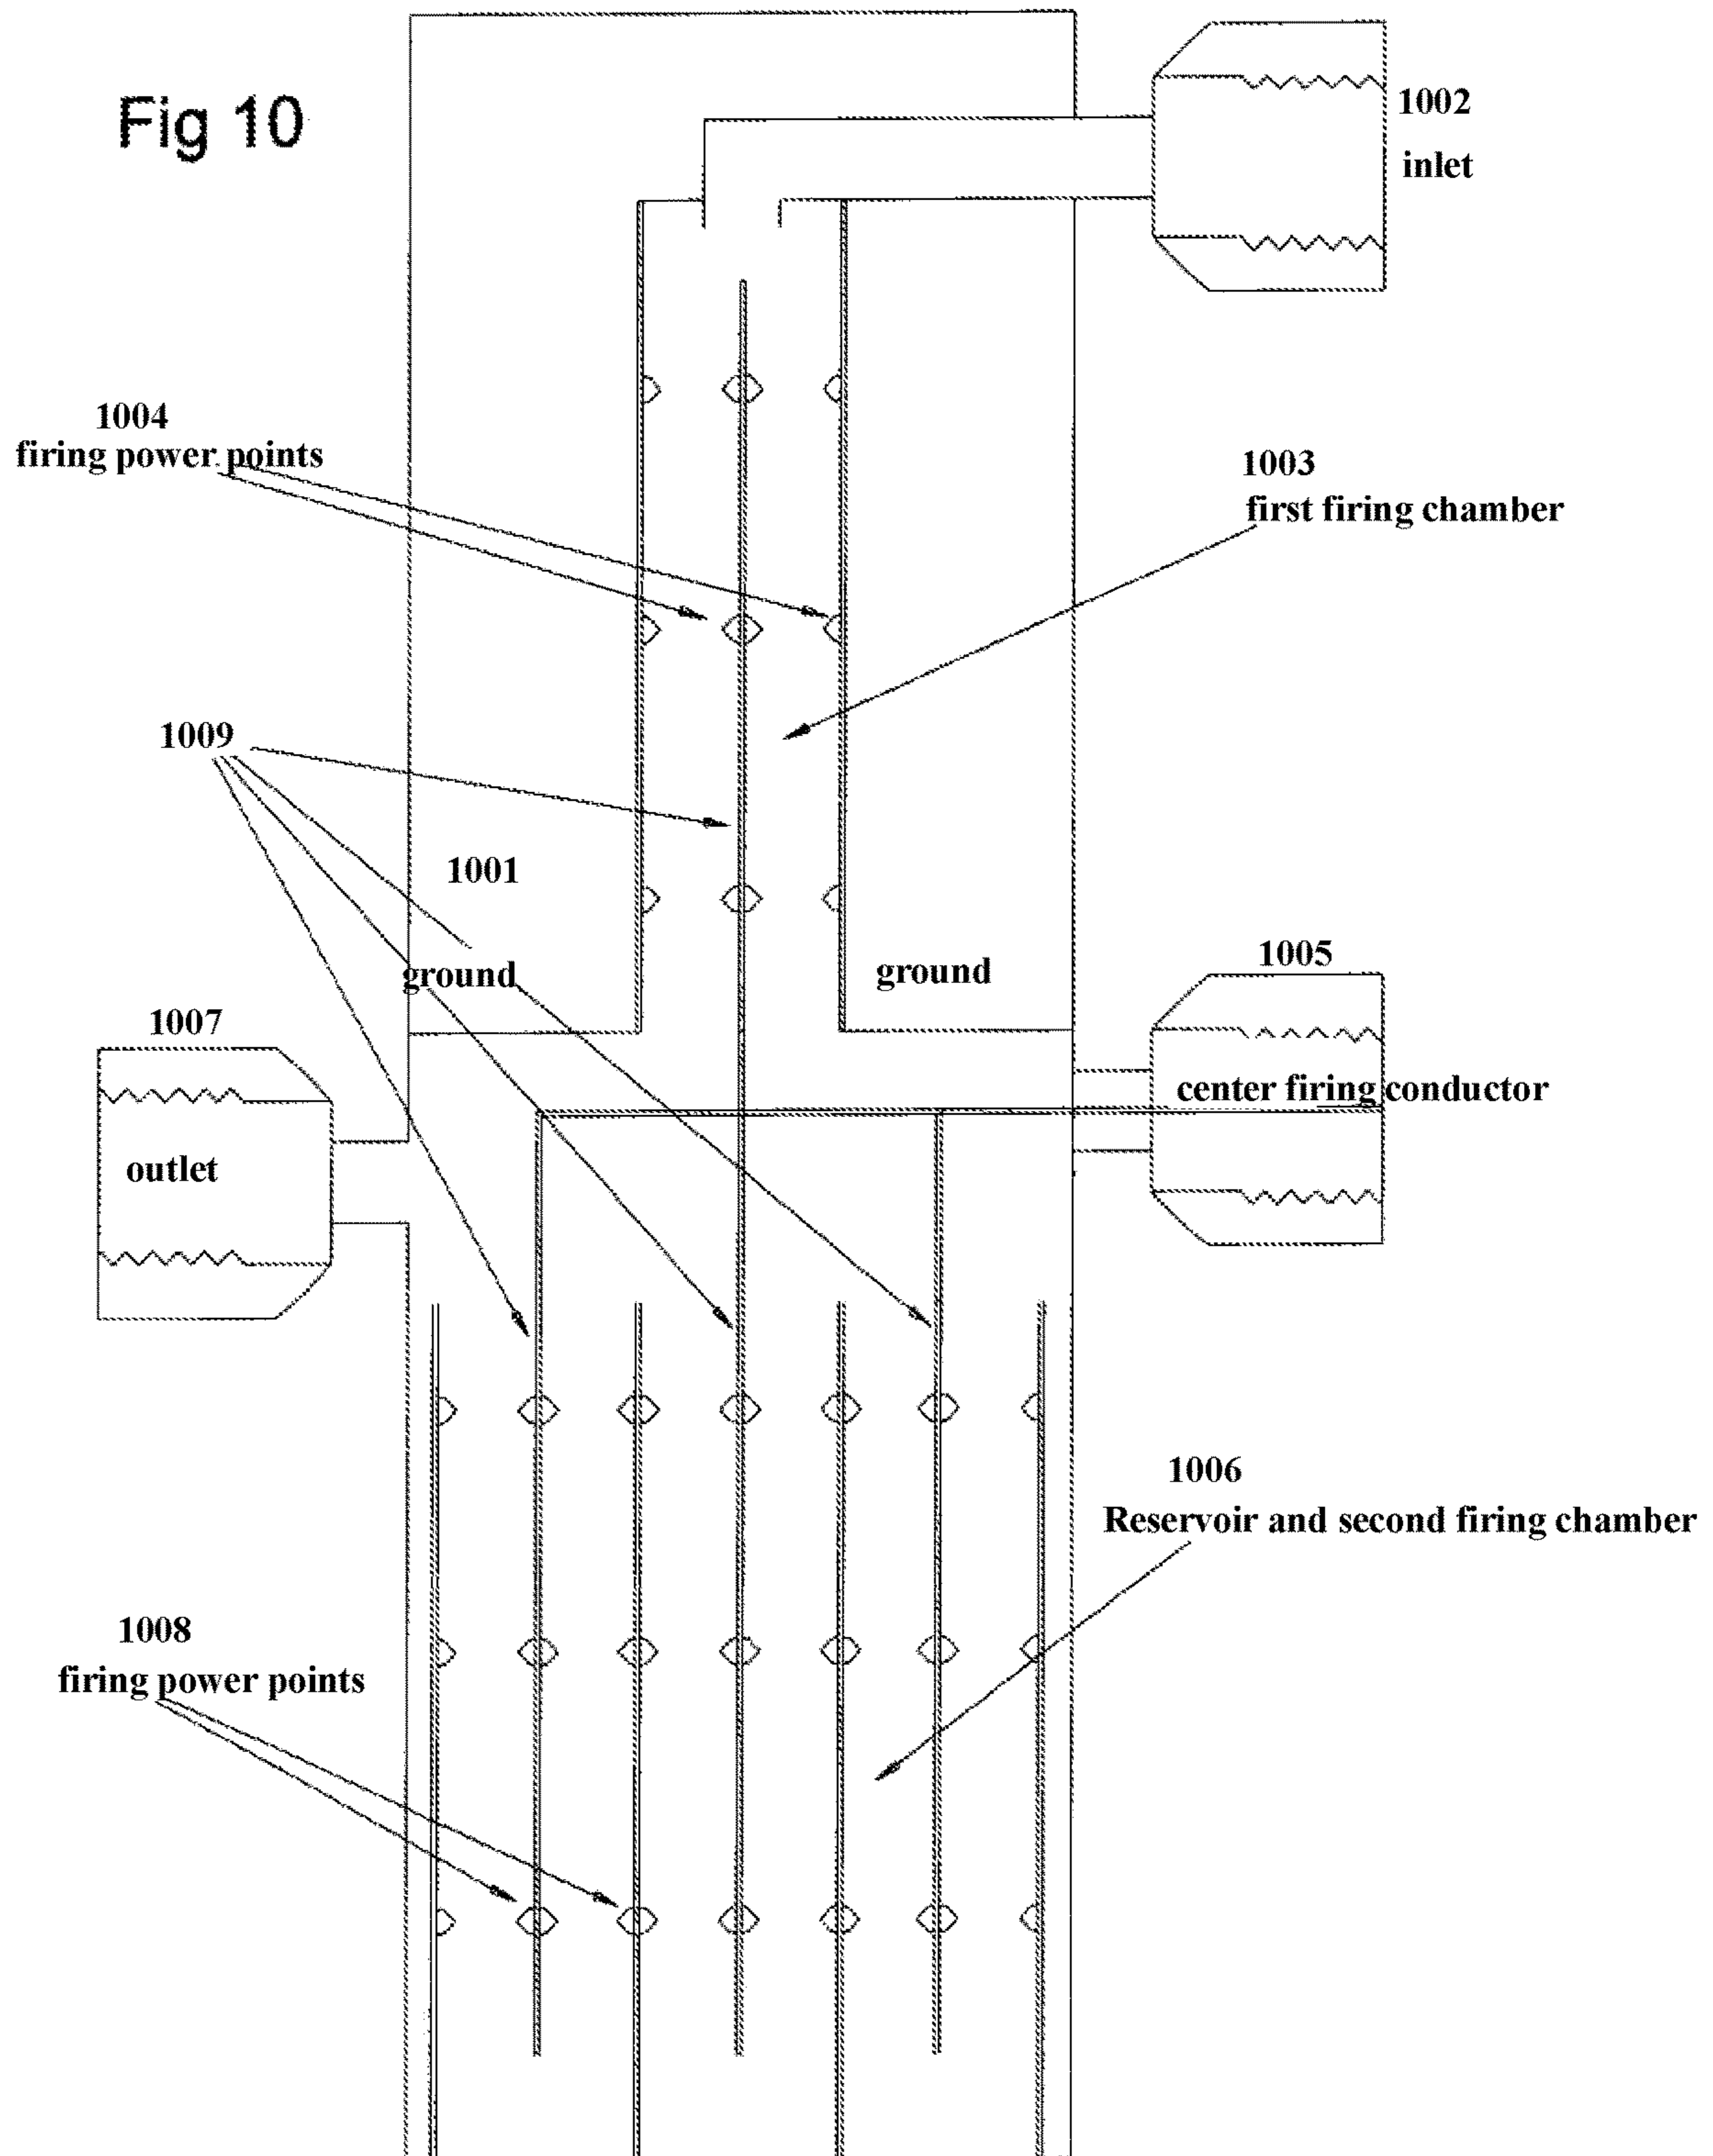 Fig 10
1002
inlet
1004
firing power points
1003
first firing chamber
1009
1001
ground
ground
1005
center firing conductor
1007
outlet
1006
Reservoir and second firing chamber
1008
firing power points